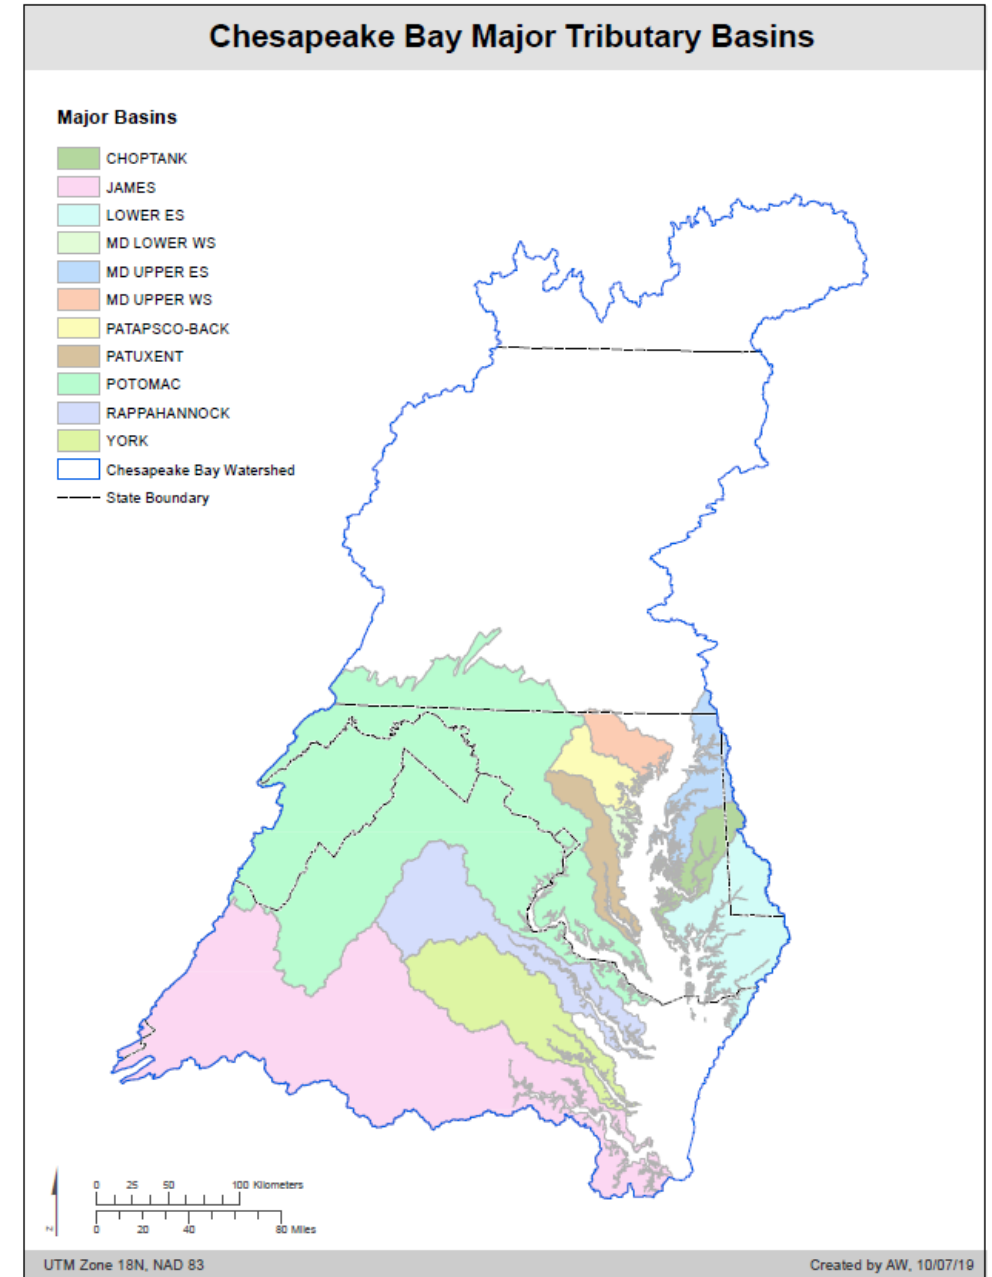 Chesapeake Bay Major Tributary Basins
Major Basins
CHOPTANK
JAMES
LOWER ES
MD LOWER WS
MD UPPER ES
MD UPPER WS
PATAPSCO-BACK
PATUXENT
POTOMAC
RAPPAHANNOCK
YORK
Chesapeake Bay Watershed
State Boundary
0 25 50 100 Kilometers
0 20 40 80 Miles
N
UTM Zone 18N, NAD 83
Created by AW, 10/07/19